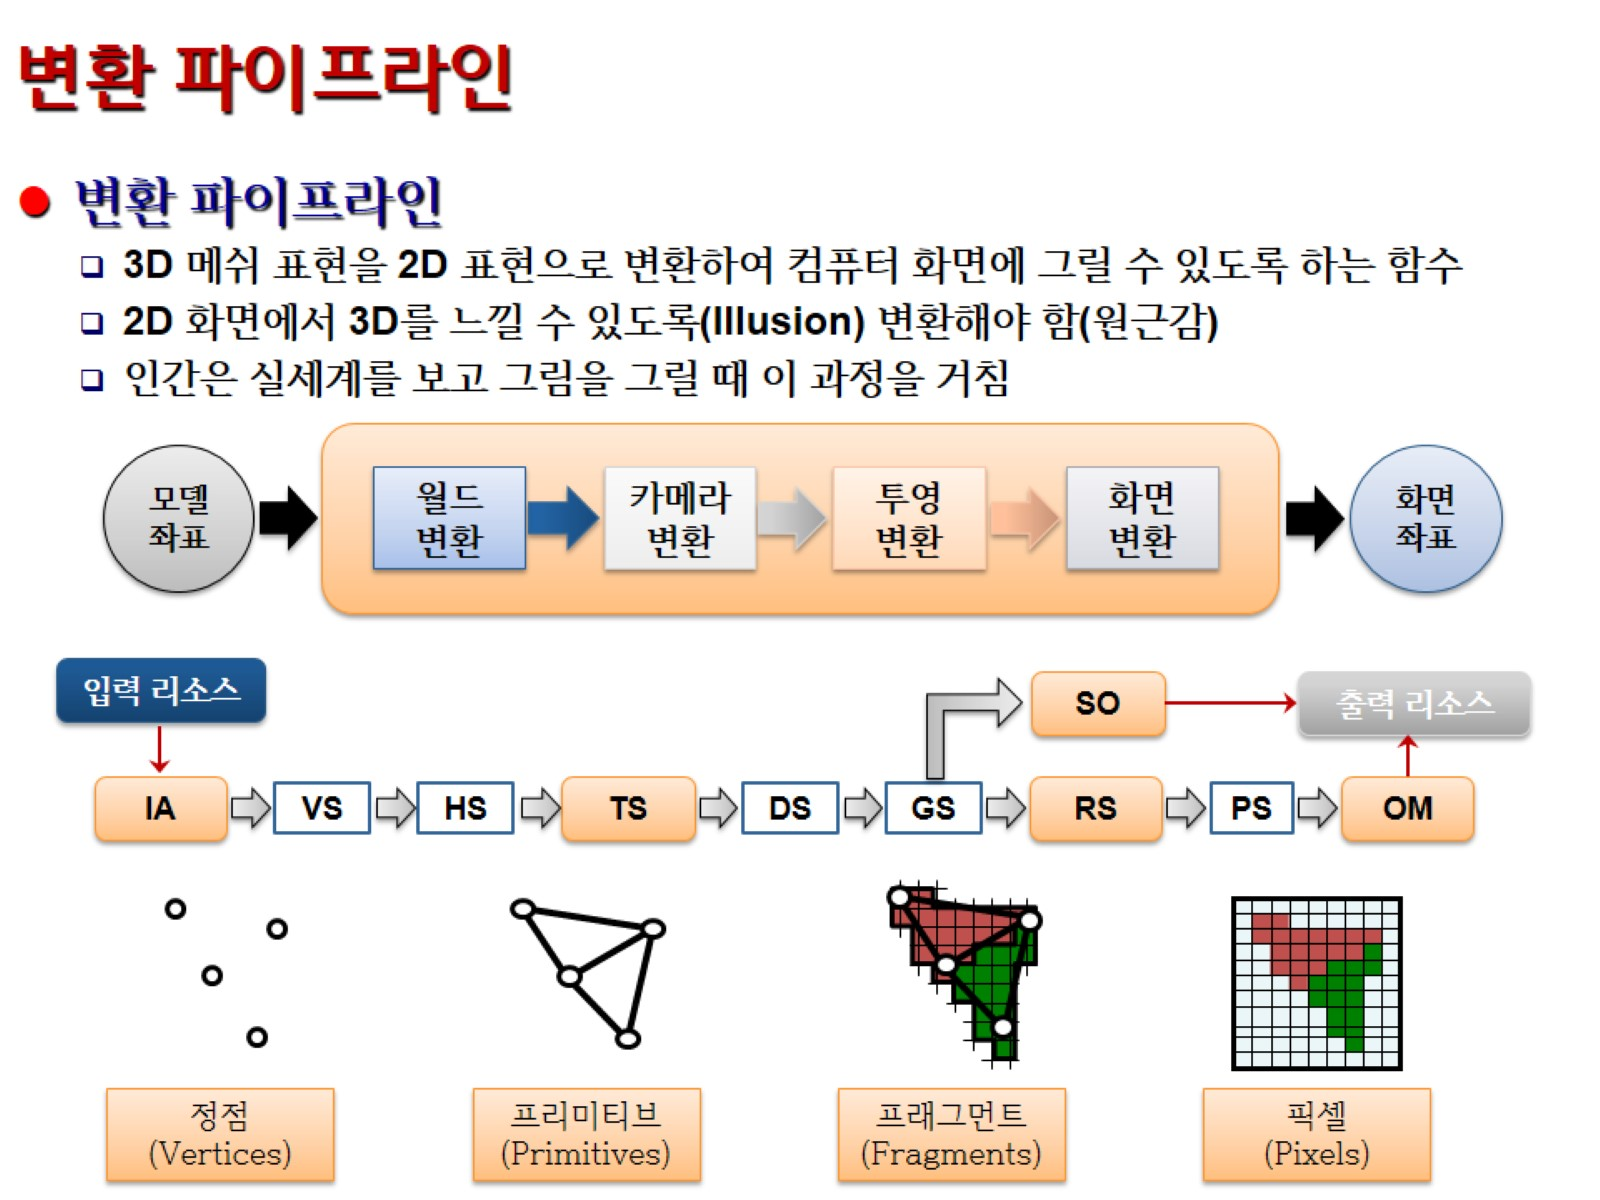 변환 파이프라인
변환 파이프라인
3D 메쉬 표현을 2D 표현으로 변환하여 컴퓨터 화면에 그릴 수 있도록 하는 함수
2D 화면에서 3D를 느낄 수 있도록(Illusion) 변환해야 함(원근감)
인간은 실세계를 보고 그림을 그릴 때 이 과정을 거침
모델
좌표
월드
변환
카메라
변환
투영
변환
화면
변환
화면
좌표
입력 리소스
SO
출력 리소스
IA
VS
HS
TS
DS
GS
RS
PS
OM
정점
(Vertices)
프리미티브
(Primitives)
프래그먼트
(Fragments)
픽셀
(Pixels)